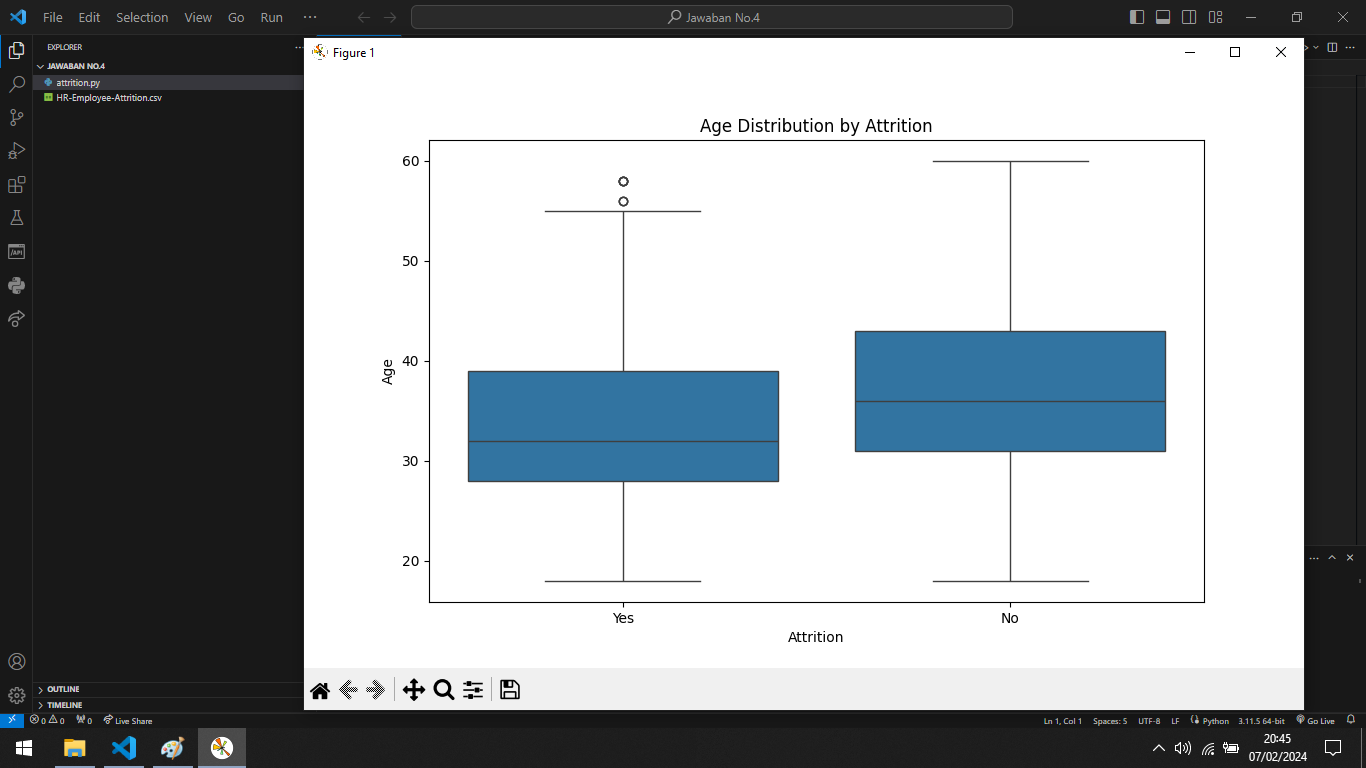 File Edit Selection View Go Run ···
Jawaban No.4
EXPLORER ···
JAWABAN NO.4
attrition.py
HR-Employee-Attrition.csv
Figure 1
Age Distribution by Attrition
60
50
40
30
20
Age
Yes No
Attrition
OUTLINE
TIMELINE
0 0 0 Live Share
Ln 1, Col 1 Spaces: 5 UTF-8 LF Python 3.11.5 64-bit Go Live
20:45
07/02/2024